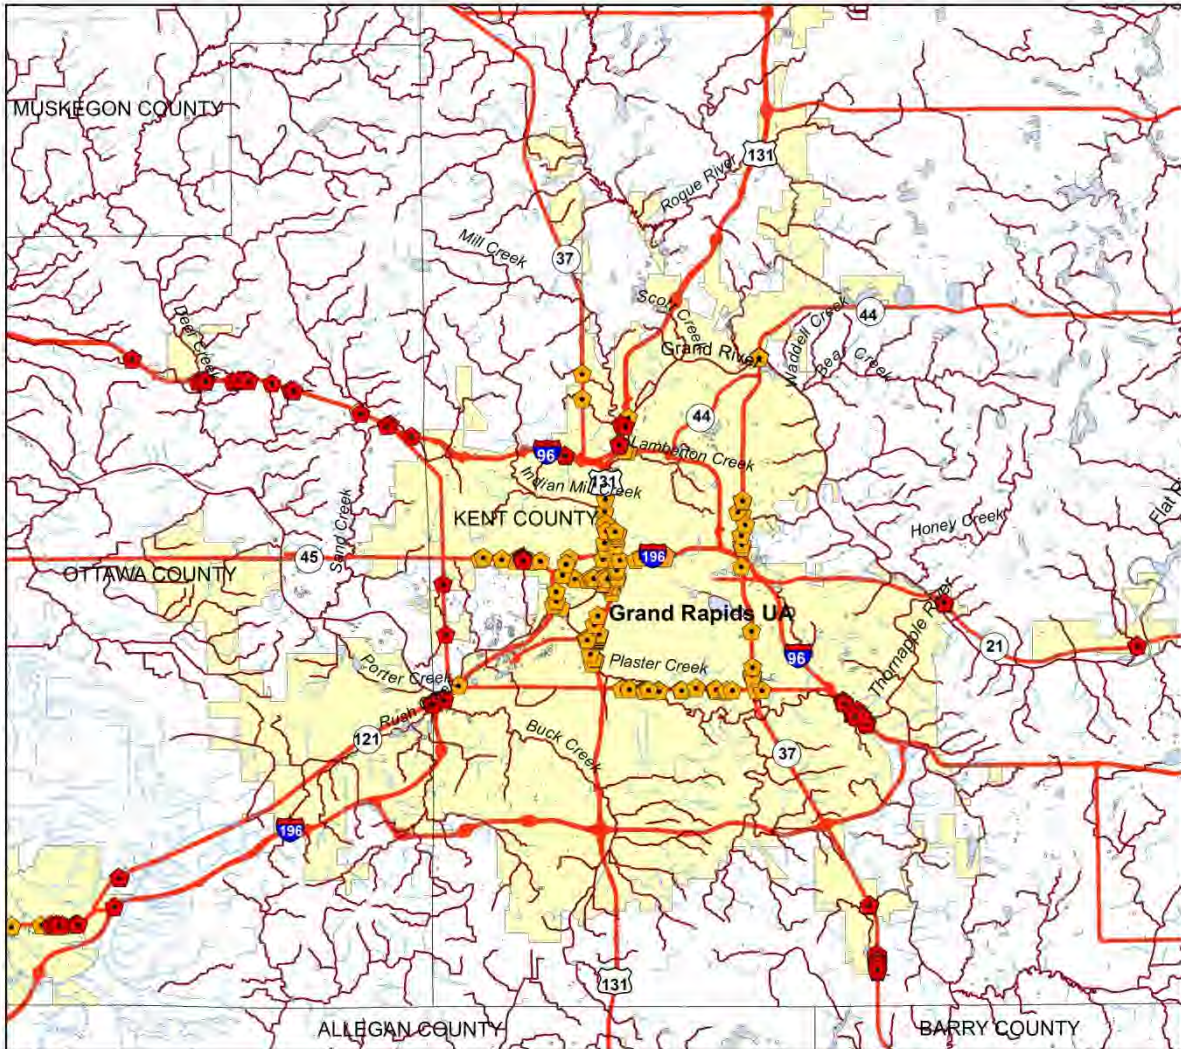 MUSKEGON COUNTY
131
Rogue River
Mill Creek
37
Scott Creek
Waddell Creek
44
Deer Creek
Grand River
Creek
44
Lamberton Creek
96
131
Indian Mill Creek
KENT COUNTY
Honey Creek
Flat
Sand Creek
45
196
OTTAWA COUNTY
Grand Rapids UA
Thornapple River
21
96
Plaster Creek
Porter Creek
Rush
121
Buck Creek
37
196
131
ALLEGAN COUNTY
BARRY COUNTY